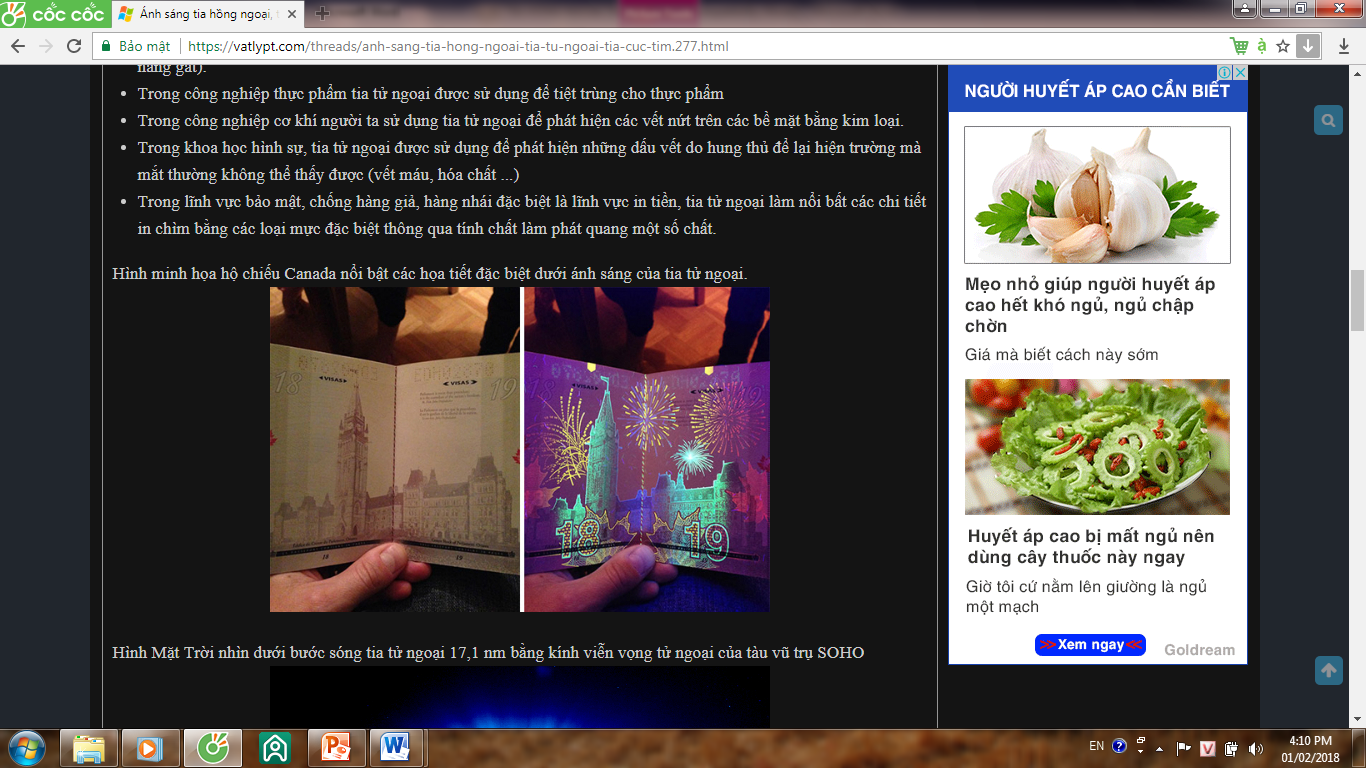 cốc cốc
Ánh sáng tia hồng ngoại, t
Bảo mật
https://vatlypt.com/threads/anh-sang-tia-hong-ngoai-tia-tu-ngoai-tia-cuc-tim.277.html
nắng gắt).
Trong công nghiệp thực phẩm tia tử ngoại được sử dụng để tiệt trùng cho thực phẩm
Trong công nghiệp cơ khí người ta sử dụng tia tử ngoại để phát hiện các vết nứt trên các bề mặt bằng kim loại.
Trong khoa học hình sự, tia tử ngoại được sử dụng để phát hiện những dấu vết do hung thủ để lại hiện trường mà
mắt thường không thể thấy được (vết máu, hóa chất ...)
Trong lĩnh vực bảo mật, chống hàng giả, hàng nhái đặc biệt là lĩnh vực in tiền, tia tử ngoại làm nổi bất các chi tiết
in chìm bằng các loại mực đặc biệt thông qua tính chất làm phát quang một số chất.
Hình minh họa hộ chiếu Canada nổi bật các họa tiết đặc biệt dưới ánh sáng của tia tử ngoại.
18
VISAS
VISAS
19
18
19
VISAS
VISAS
18
19
Hình Mặt Trời nhìn dưới bước sóng tia tử ngoại 17,1 nm bằng kính viễn vọng tử ngoại của tàu vũ trụ SOHO
NGƯỜI HUYẾT ÁP CAO CẦN BIẾT
Mẹo nhỏ giúp người huyết áp
cao hết khó ngủ, ngủ chập
chờn
Giá mà biết cách này sớm
Huyết áp cao bị mất ngủ nên
dùng cây thuốc này ngay
Giờ tôi cứ nằm lên giường là ngủ
một mạch
>> Xem ngay <<
Goldream
EN
4:10 PM
01/02/2018